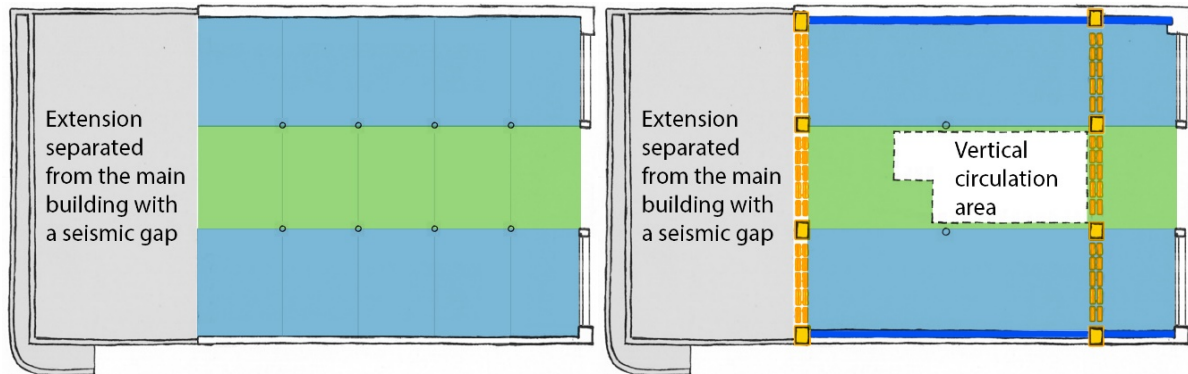 Extension
separated
from the main
building with
a seismic gap
Extension
separated
from the main
building with
a seismic gap
Vertical
circulation
area